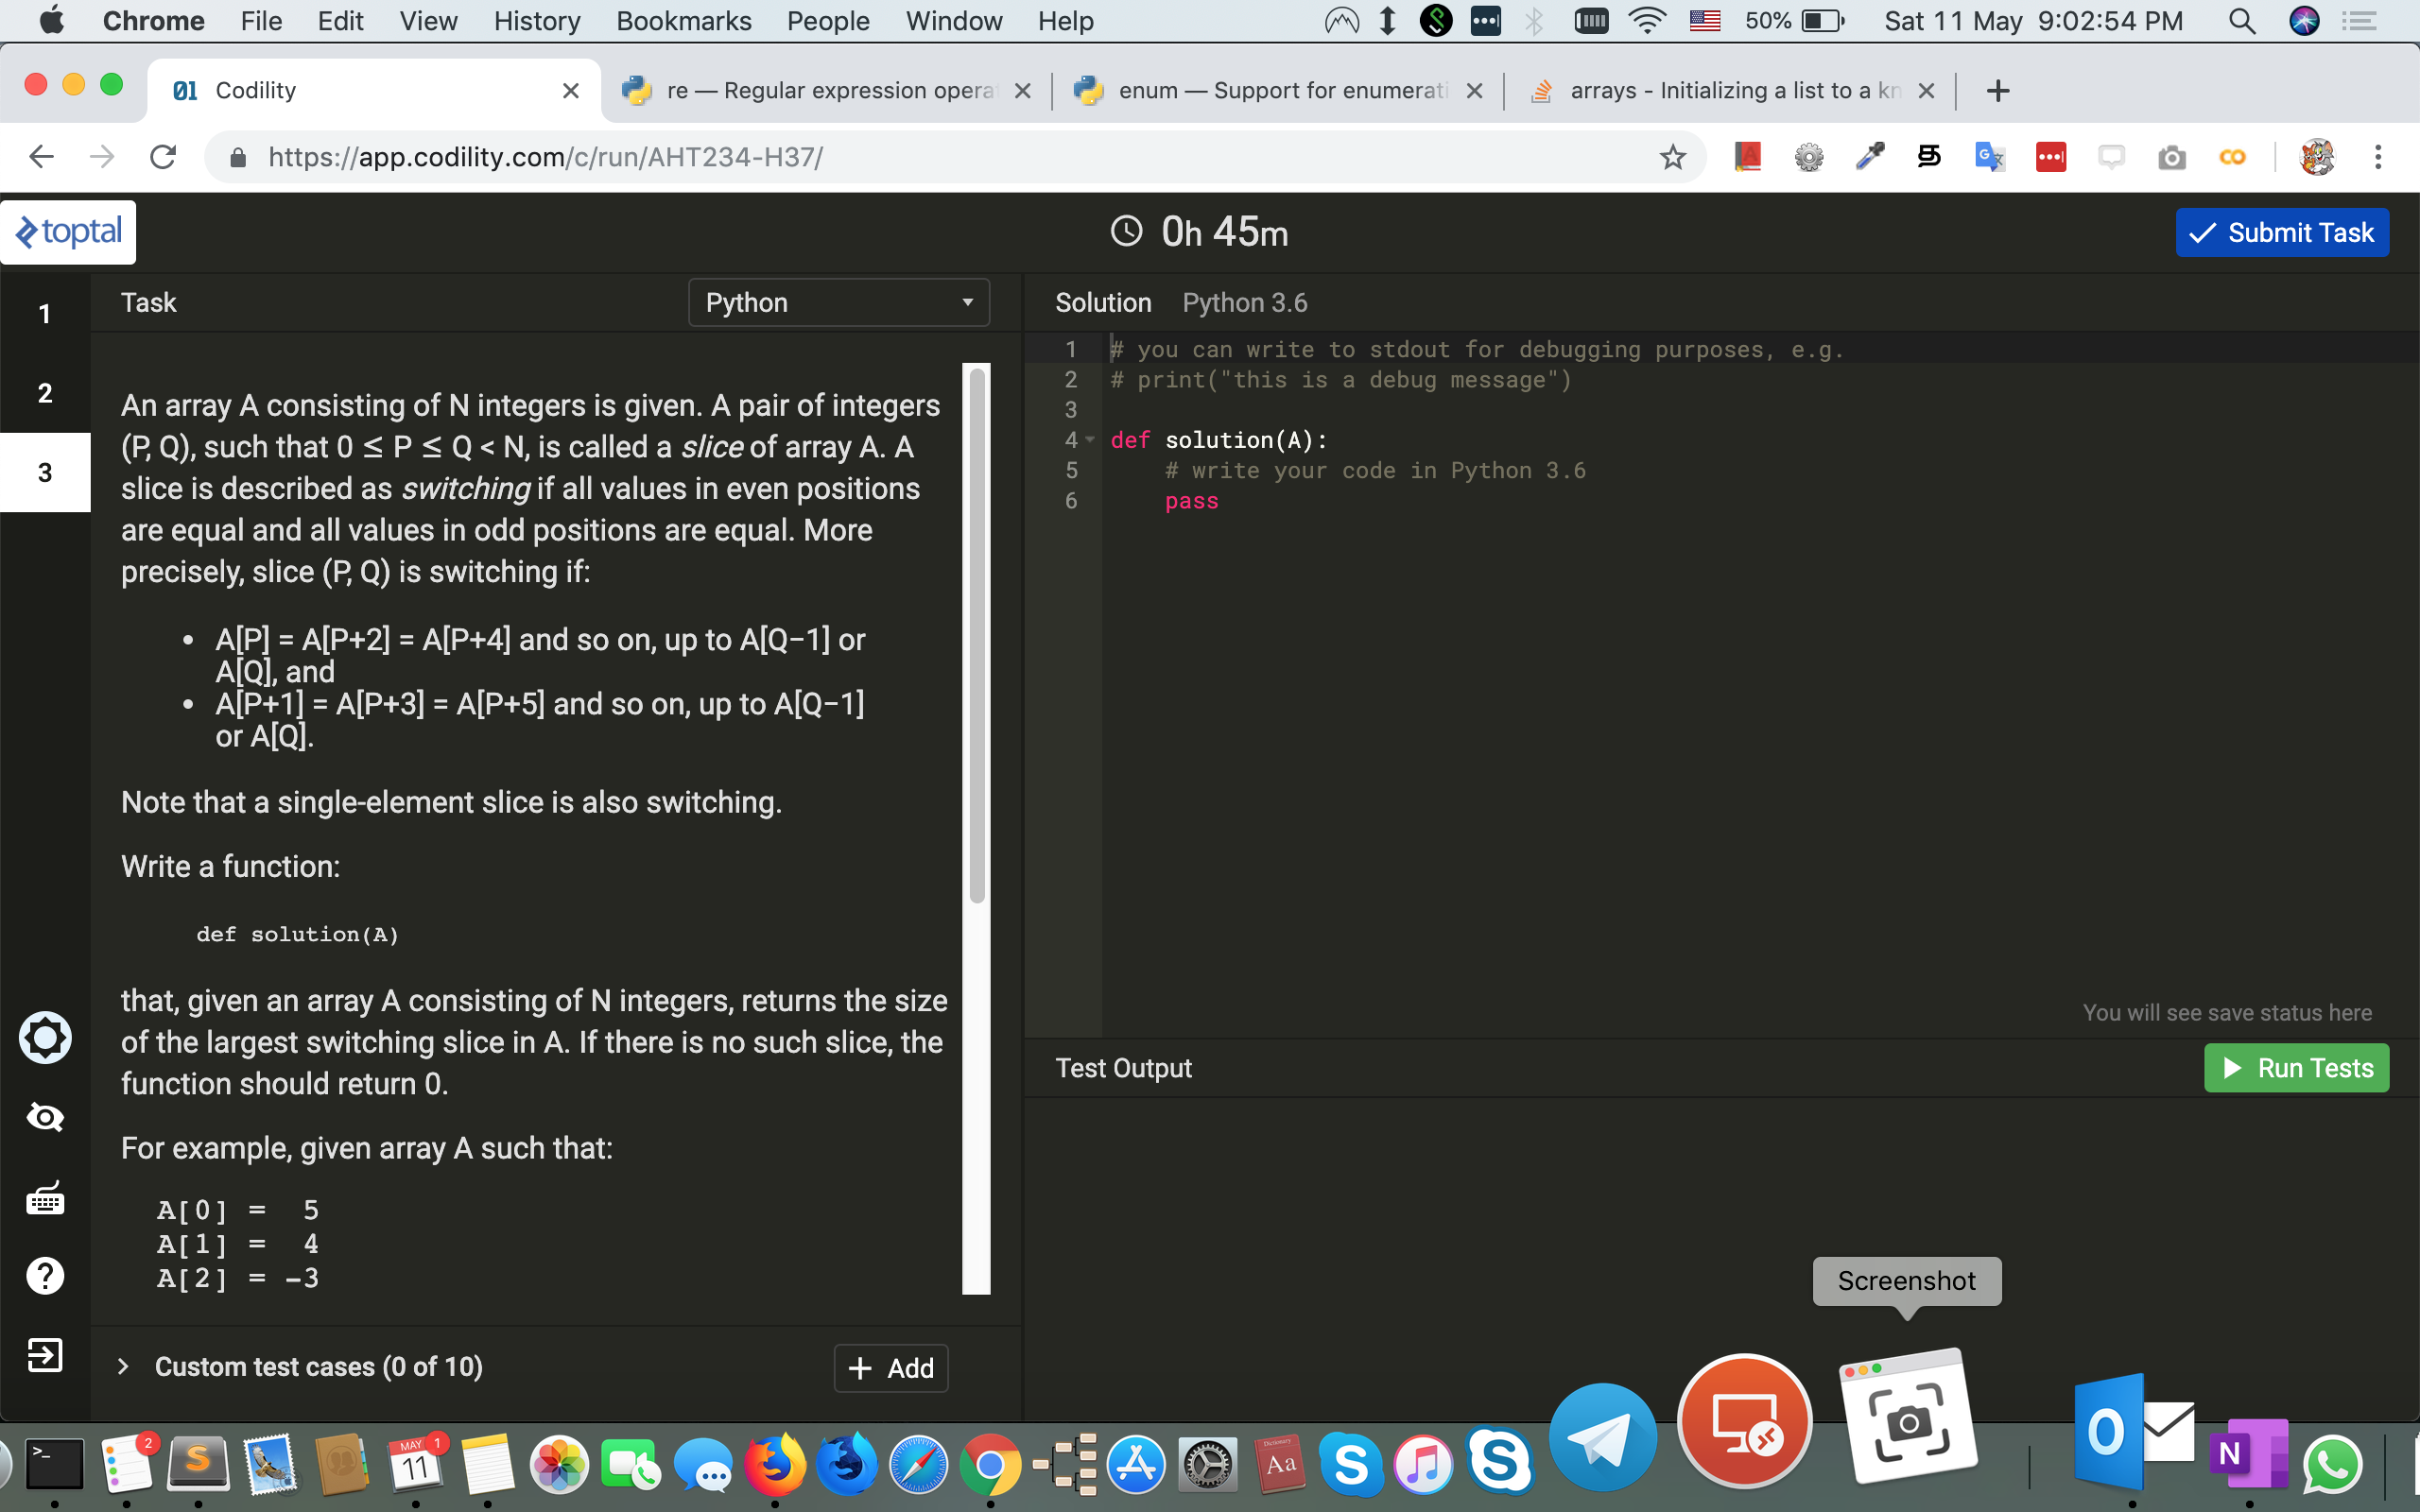 Chrome File Edit View History Bookmarks People Window Help 50% Sat 11 May 9:02:54 PM
01 Codility
re — Regular expression opera
enum — Support for enumerati
arrays - Initializing a list to a kn
https://app.codility.com/c/run/AHT234-H37/
toptal
0h 45m
Submit Task
1
2
3
Task
Python
An array A consisting of N integers is given. A pair of integers
(P, Q), such that 0 ≤ P ≤ Q < N, is called a slice of array A. A
slice is described as switching if all values in even positions
are equal and all values in odd positions are equal. More
precisely, slice (P, Q) is switching if:
• A[P] = A[P+2] = A[P+4] and so on, up to A[Q−1] or
A[Q], and
• A[P+1] = A[P+3] = A[P+5] and so on, up to A[Q−1]
or A[Q].
Note that a single-element slice is also switching.
Write a function:
def solution(A)
that, given an array A consisting of N integers, returns the size
of the largest switching slice in A. If there is no such slice, the
function should return 0.
For example, given array A such that:
A[0] = 5
A[1] = 4
A[2] = −3
Custom test cases (0 of 10)
+ Add
Solution Python 3.6
1 # you can write to stdout for debugging purposes, e.g.
2 # print("this is a debug message")
3
4 def solution(A):
5 # write your code in Python 3.6
6 pass
You will see save status here
Test Output
Run Tests
Screenshot
2
MAY
11
1
Dictionary
Aa
S
S
S
O
N